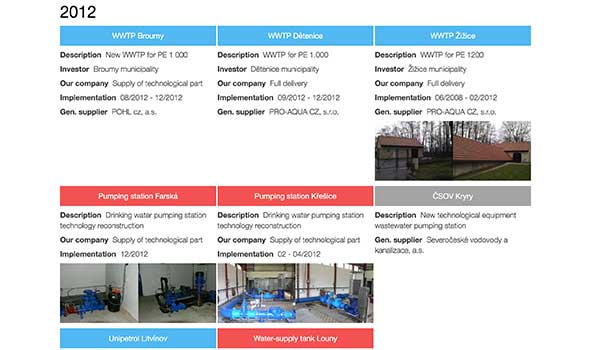 2012
WWTP Broumy
Description New WWTP for PE 1 000
Investor Broumy municipality
Our company Supply of technological part
Implementation 08/2012 - 12/2012
Gen. supplier POHL cz, a.s.
WWTP Dětenice
Description WWTP for PE 1.000
Investor Dětenice municipality
Our company Full delivery
Implementation 09/2012 - 12/2012
Gen. supplier PRO-AQUA CZ, s.r.o.
WWTP Žižice
Description WWTP for PE 1200
Investor Žižice municipality
Our company Full delivery
Implementation 06/2008 - 02/2012
Gen. supplier PRO-AQUA CZ, s.r.o.
Pumping station Farská
Description Drinking water pumping station
technology reconstruction
Our company Supply of technological part
Implementation 12/2012
Pumping station Křešice
Description Drinking water pumping station
technology reconstruction
Our company Supply of technological part
Implementation 02 - 04/2012
ČSOV Kryry
Description New technological equipment
wastewater pumping station
Gen. supplier Severočeské vodovody a
kanalizace, a.s.
Unipetrol Litvínov
Water-supply tank Louny